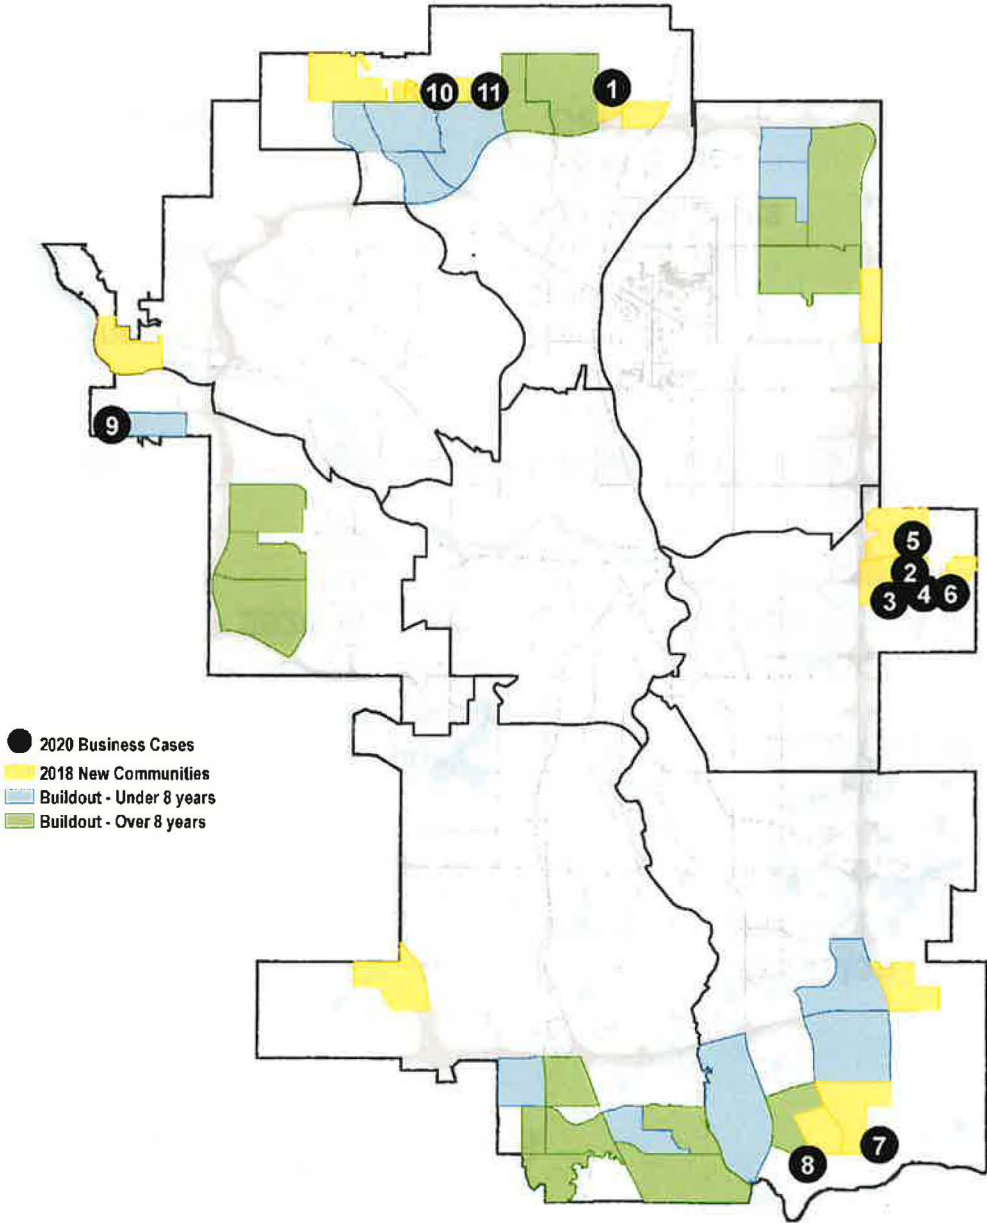 10
11
1
9
5
2
3
4
6
2020 Business Cases
2018 New Communities
Buildout - Under 8 years
Buildout - Over 8 years
7
8